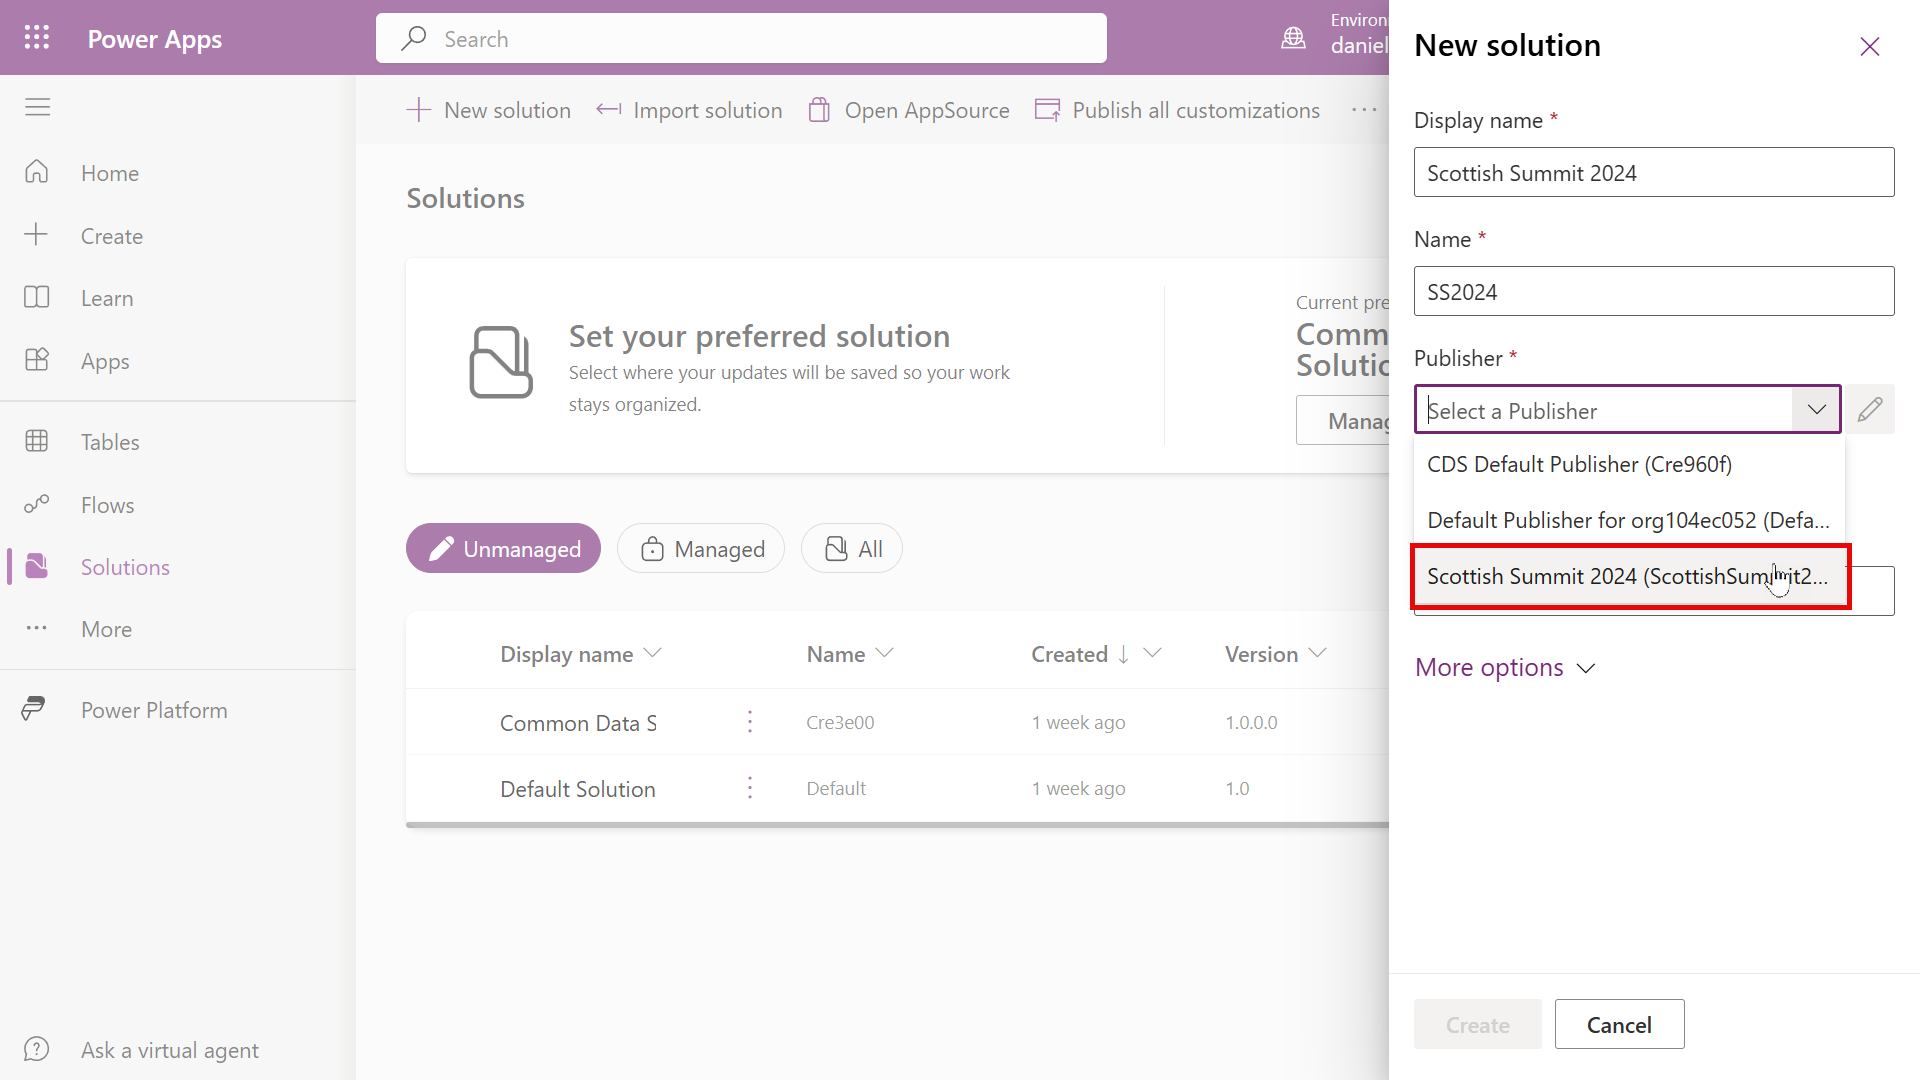 Power Apps
Search
Environ
daniel
New solution
Import solution
Open AppSource
Publish all customizations
Home
Create
Learn
Apps
Tables
Flows
Solutions
More
Power Platform
Ask a virtual agent
Solutions
Set your preferred solution
Select where your updates will be saved so your work
stays organized.
Current pre
Comm
Solutio
Manag
Unmanaged
Managed
All
Display name
Name
Created
Version
Common Data S
Cre3e00
1 week ago
1.0.0.0
Default Solution
Default
1 week ago
1.0
New solution
Display name *
Scottish Summit 2024
Name *
SS2024
Publisher *
Select a Publisher
CDS Default Publisher (Cre960f)
Default Publisher for org104ec052 (Defa...
Scottish Summit 2024 (ScottishSummit2...
More options
Create
Cancel